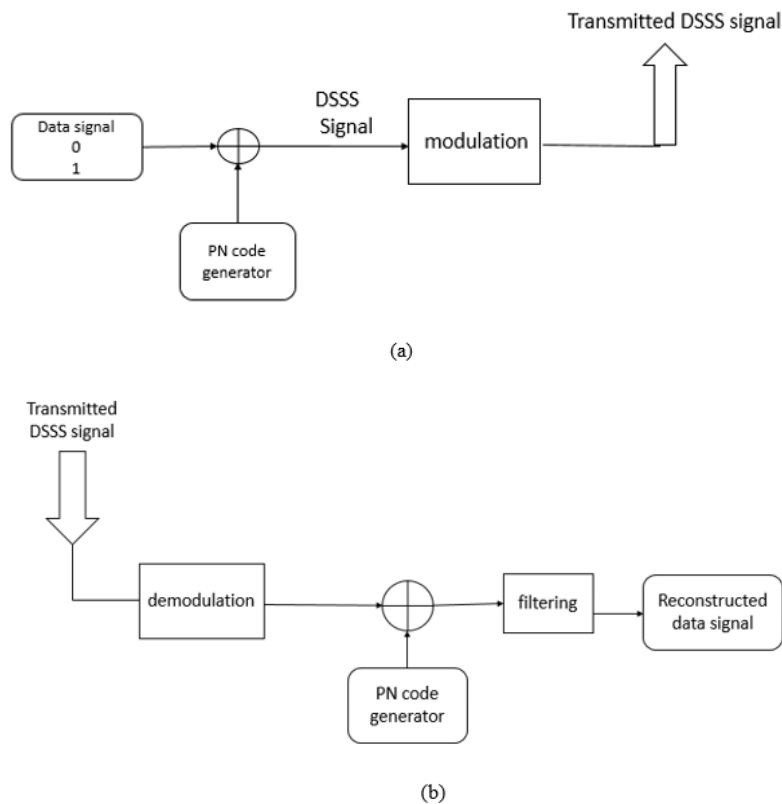 Transmitted DSSS signal
DSSS
Signal
Data signal
0
1
modulation
PN code
generator
(a)
Transmitted
DSSS signal
demodulation
filtering
Reconstructed
data signal
PN code
generator
(b)